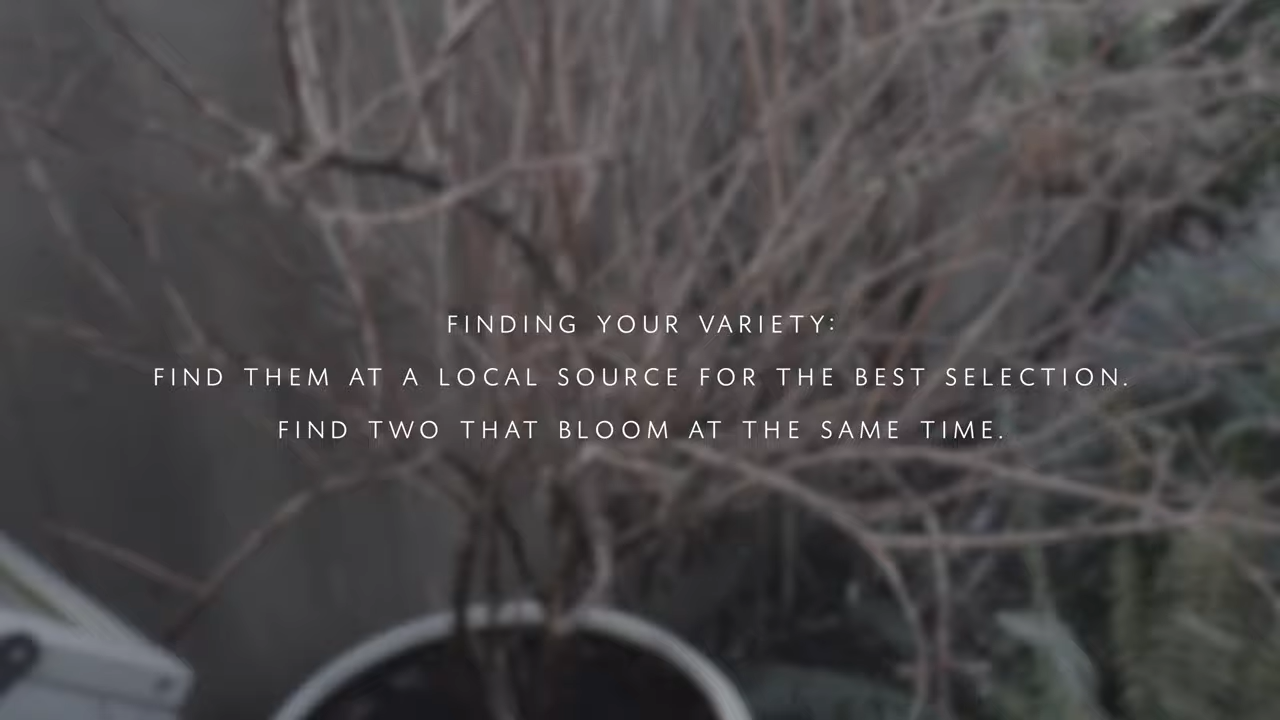 FINDING YOUR VARIETY:
FIND THEM AT A LOCAL SOURCE FOR THE BEST SELECTION.
FIND TWO THAT BLOOM AT THE SAME TIME.